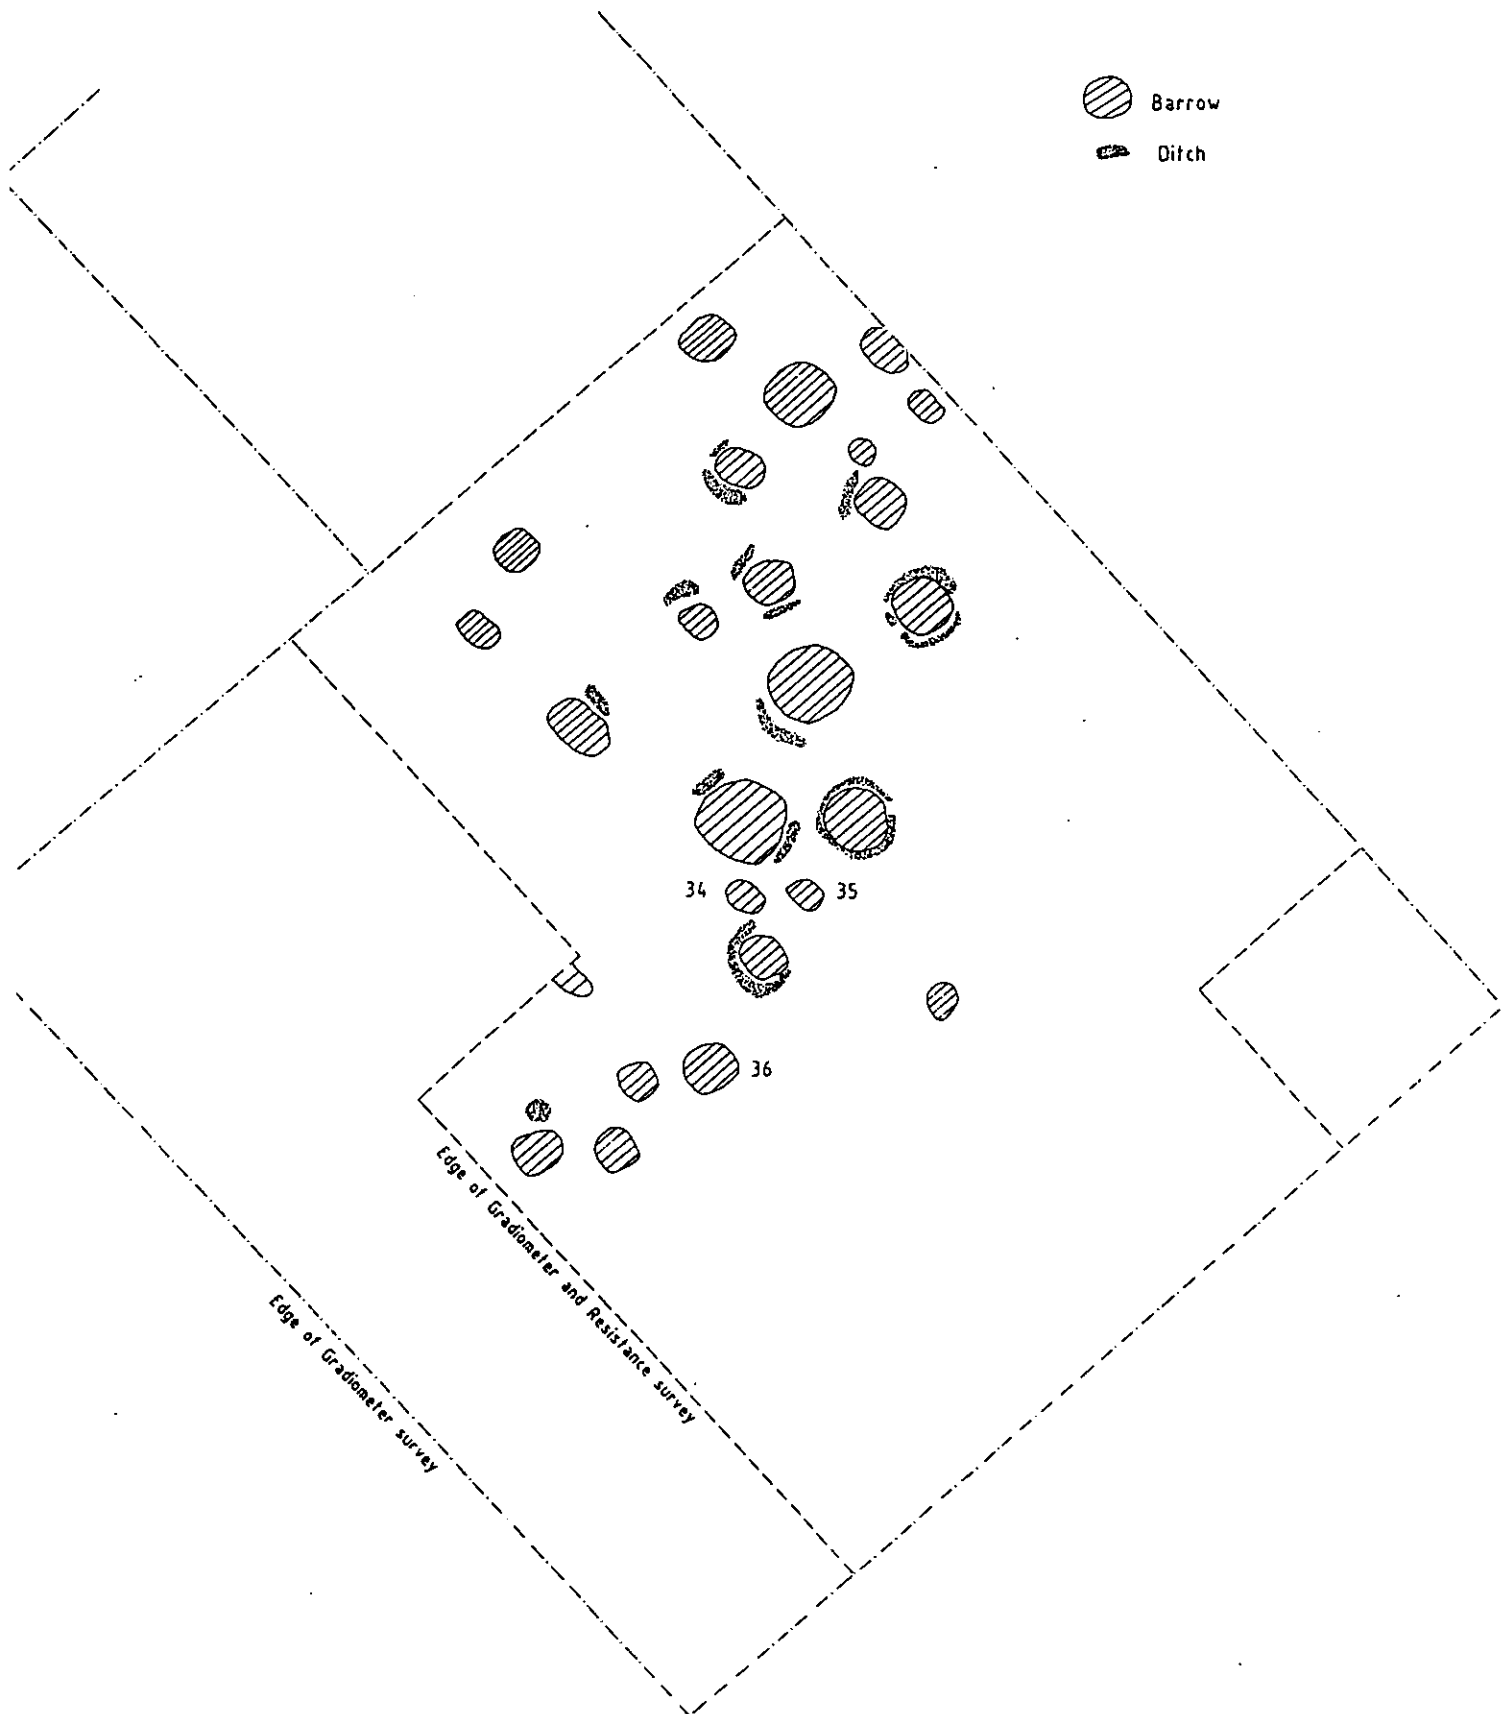 Barrow
Ditch
34
35
36
Edge of Gradiometer and Resistance survey
Edge of Gradiometer survey